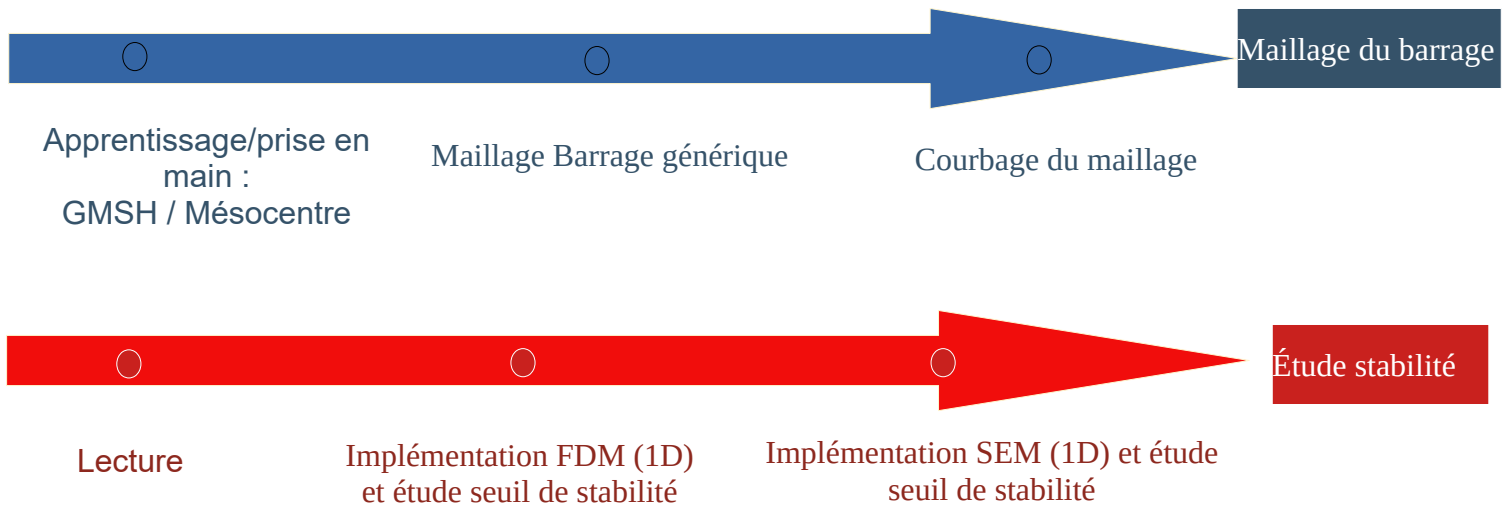 Maillage du barrage
Apprentissage/prise en
main :
GMSH / Mésocentre
Maillage Barrage générique
Courbage du maillage
Étude stabilité
Lecture
Implémentation FDM (1D)
et étude seuil de stabilité
Implémentation SEM (1D) et étude
seuil de stabilité